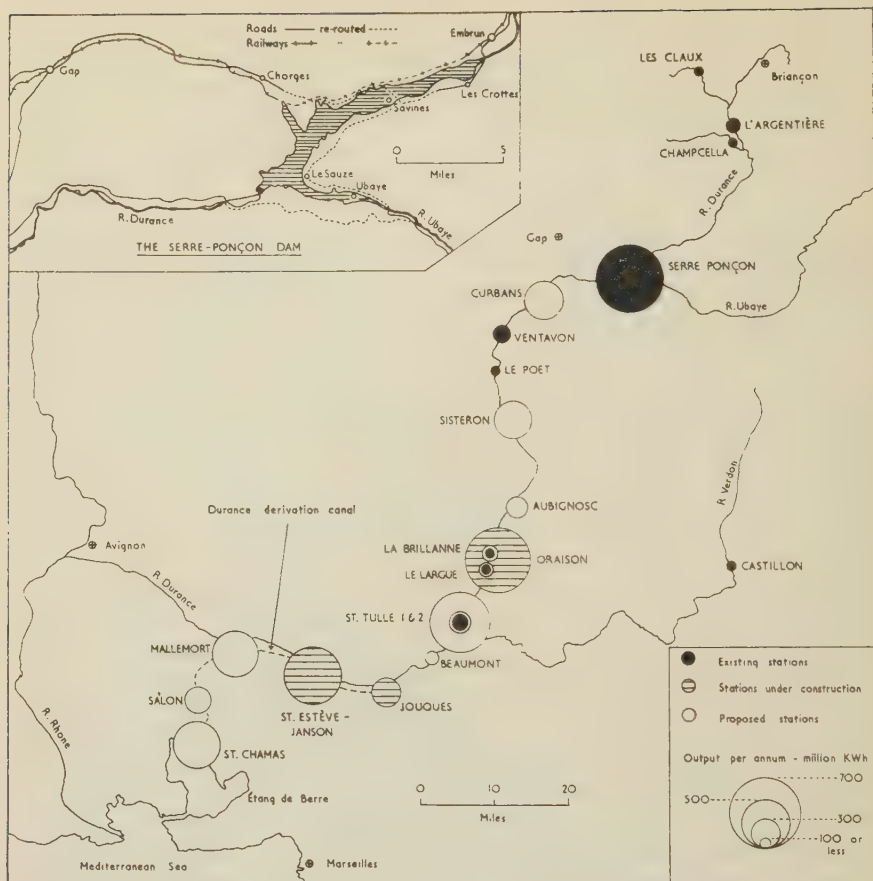 Roads re-routed
Railways "
Embrun
Gap
Chorges
Savines
Les Crottes
0 5
Miles
Le Sauze
Ubaye
R. Durance
R. Ubaye
THE SERRE-PONÇON DAM
LES CLAUX
Briançon
L'ARGENTIÈRE
CHAMPCELLA
R. Durance
Gap
SERRE PONÇON
CURBANS
R. Ubaye
VENTAVON
LE POET
SISTERON
R. Verdon
AUBIGNOSC
Durance derivation canal
Avignon
LA BRILLANNE
ORAISON
LE LARGUE
CASTILLON
R. Durance
ST. TULLE 1 & 2
MALLEMORT
BEAUMONT
SALON
JOUQUES
ST. ESTÈVE -
JANSON
R. Rhone
ST. CHAMAS
Étang de Berre
0 10 20
Miles
Mediterranean Sea
Marseilles
Existing stations
Stations under construction
Proposed stations
Output per annum - million KWh
700
500
300
100 or
less